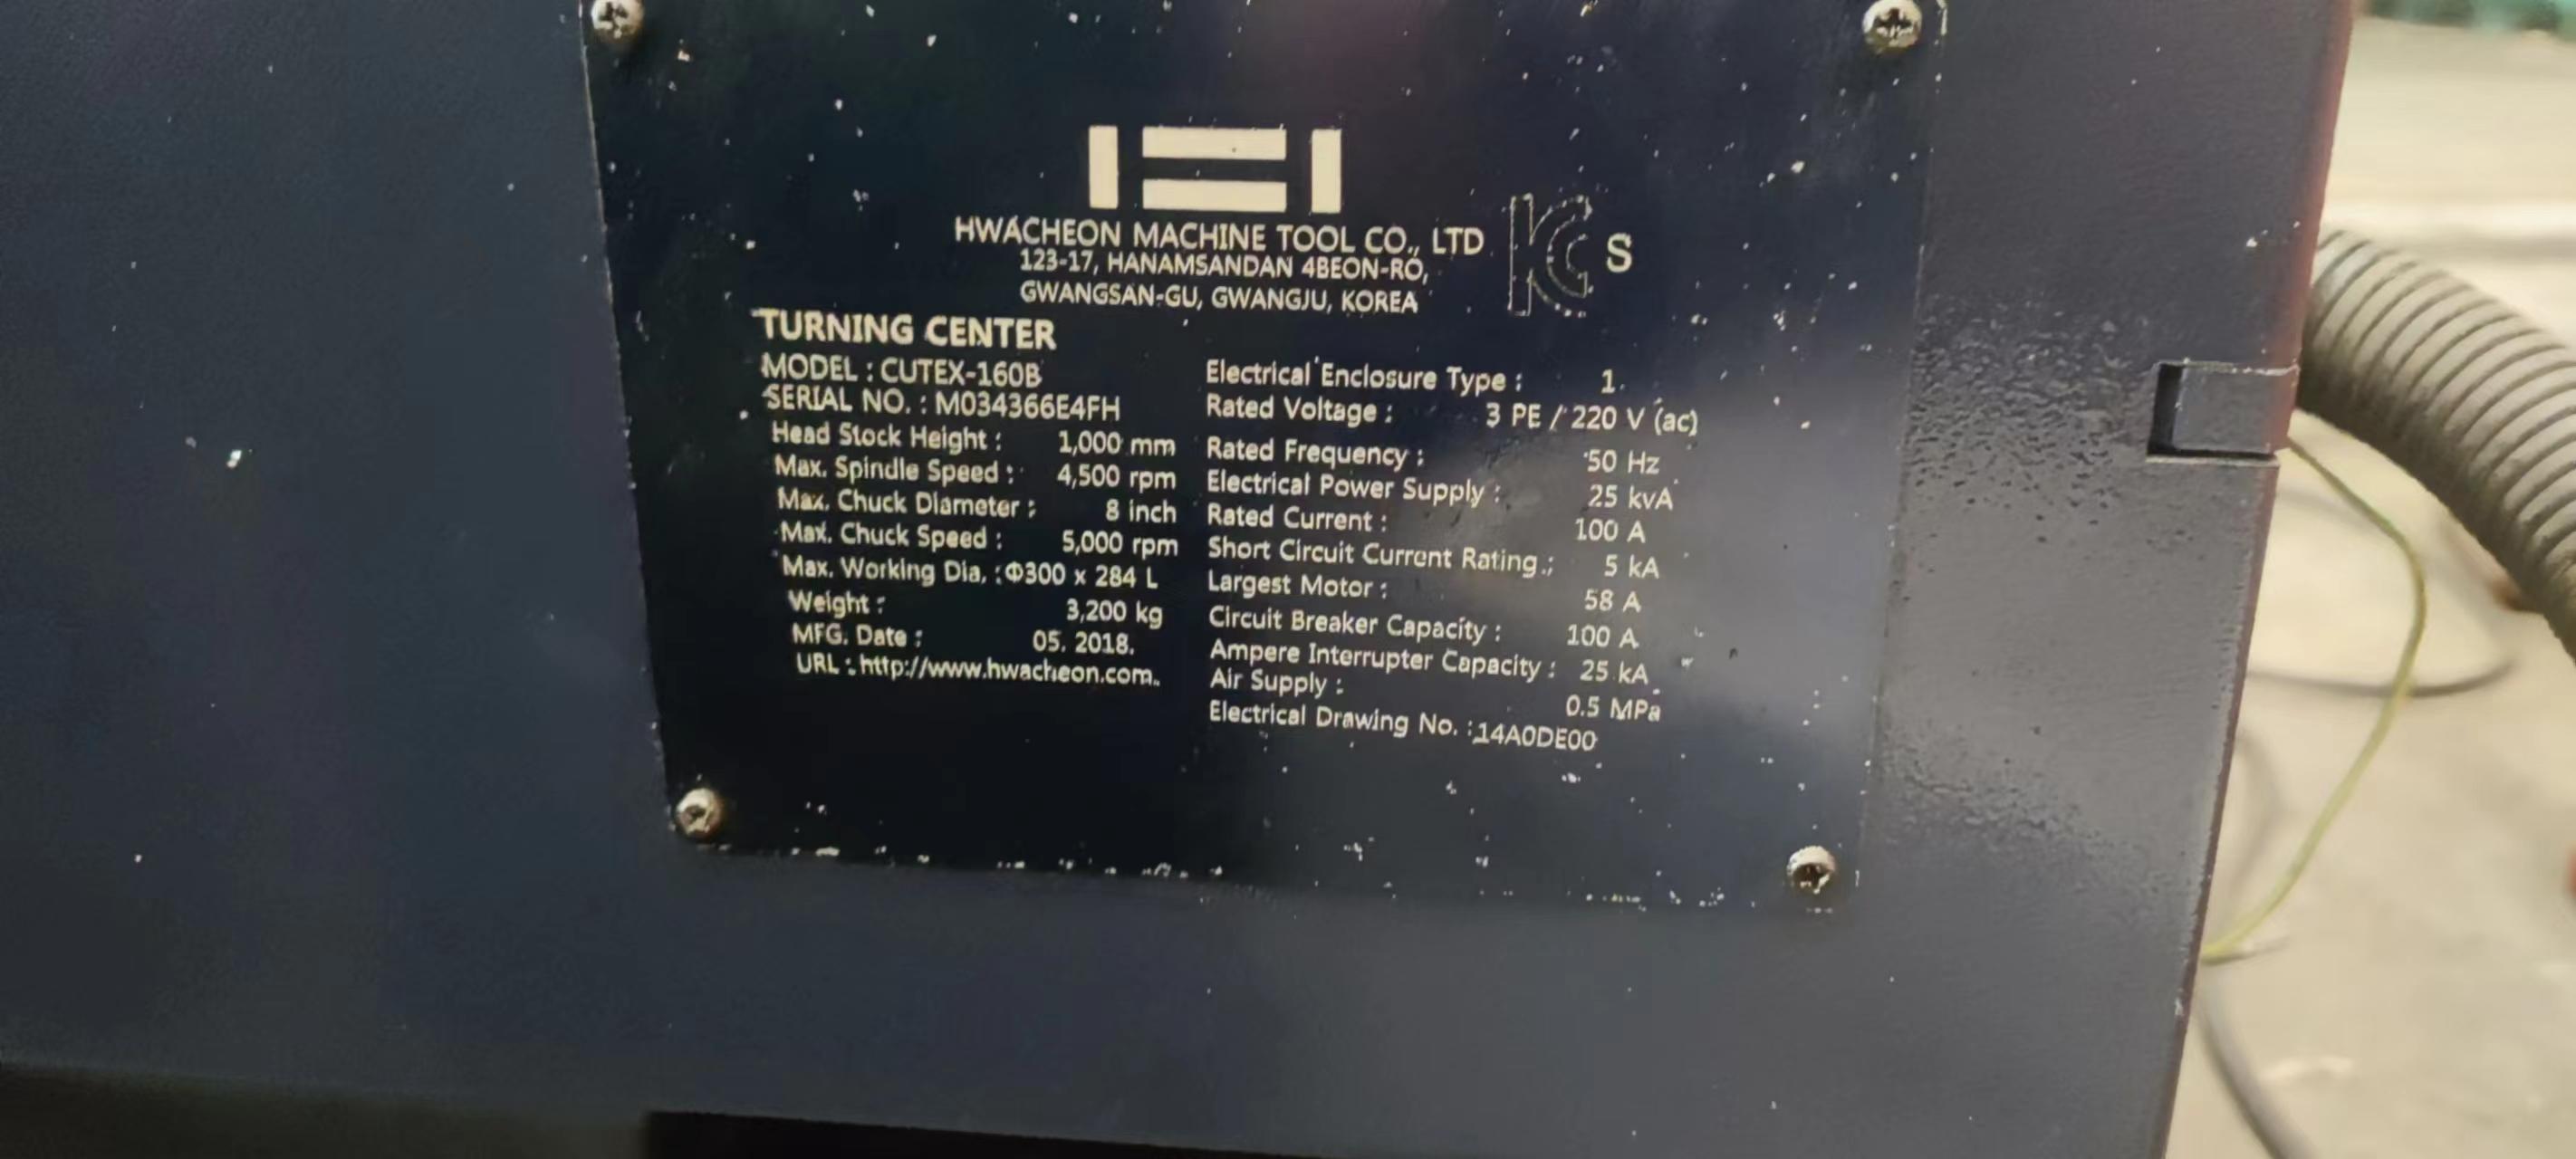 HWACHEON MACHINE TOOL CO., LTD
123-17, HANAMSANDAN 4BEON-RO,
GWANGSAN-GU, GWANGJU, KOREA
KC S
TURNING CENTER
MODEL : CUTEX-160B
SERIAL NO. : M034366E4FH
Head Stock Height : 1,000 mm
Max. Spindle Speed : 4,500 rpm
Max. Chuck Diameter : 8 inch
Max. Chuck Speed : 5,000 rpm
Max. Working Dia. : Φ300 x 284 L
Weight : 3,200 kg
MFG. Date : 05. 2018.
URL : http://www.hwacheon.com.
Electrical Enclosure Type : 1
Rated Voltage : 3 PE / 220 V (ac)
Rated Frequency : 50 Hz
Electrical Power Supply : 25 kvA
Rated Current : 100 A
Short Circuit Current Rating : 5 kA
Largest Motor : 58 A
Circuit Breaker Capacity : 100 A
Ampere Interrupter Capacity : 25 kA
Air Supply : 0.5 MPa
Electrical Drawing No. : 14A0DE00